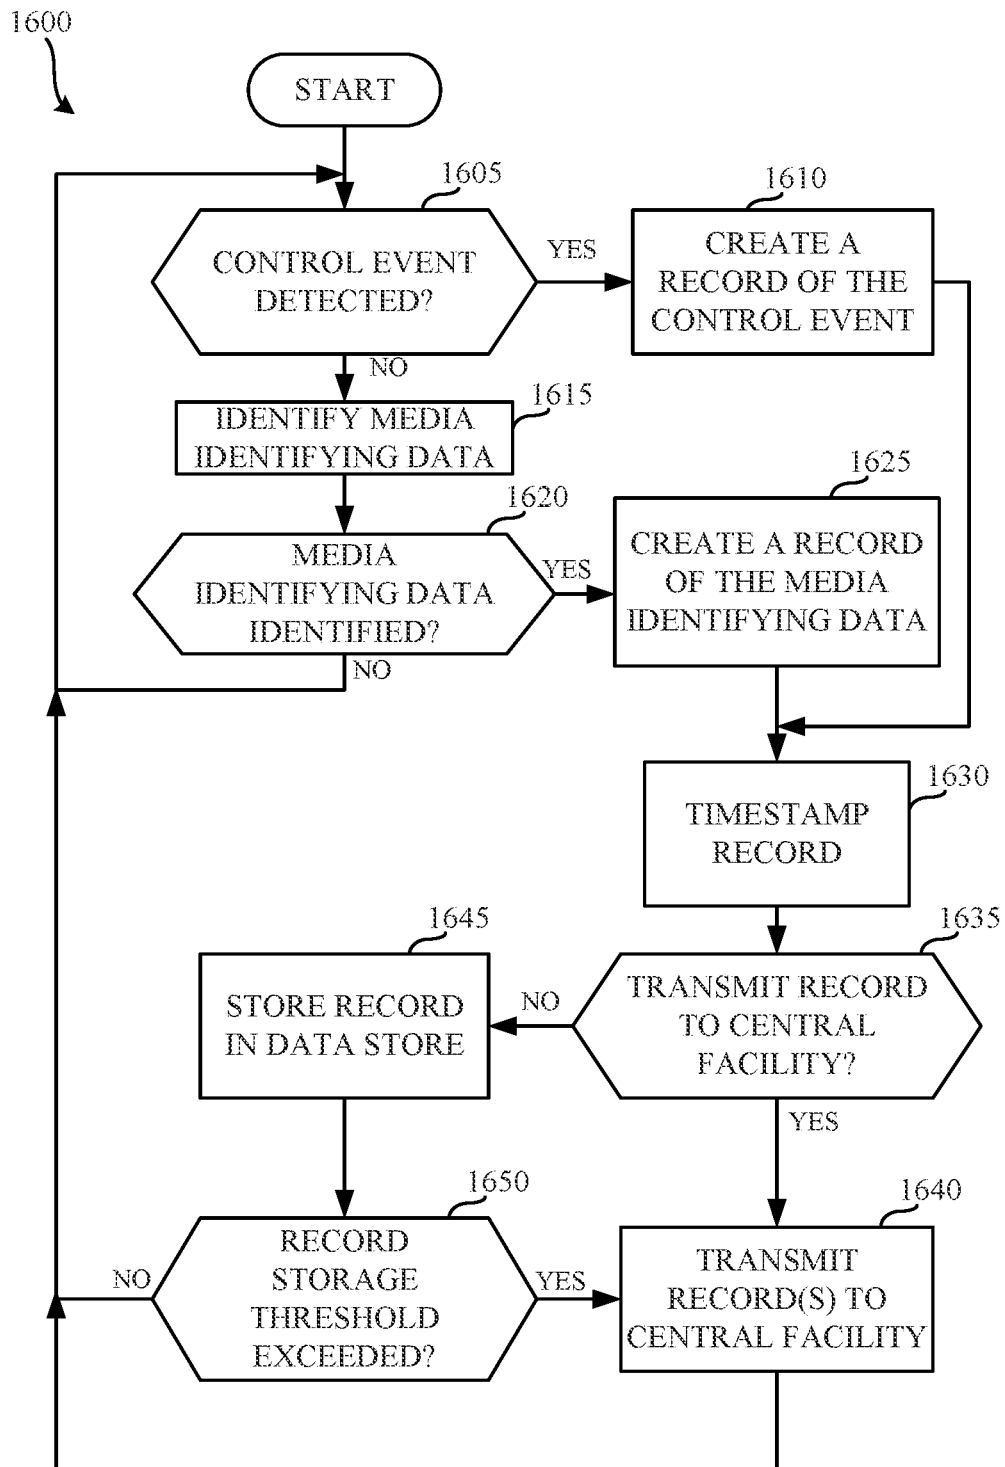 1600
START
1605
CONTROL EVENT
DETECTED?
YES
1610
CREATE A
RECORD OF THE
CONTROL EVENT
NO
1615
IDENTIFY MEDIA
IDENTIFYING DATA
1620
MEDIA
IDENTIFYING DATA
IDENTIFIED?
YES
1625
CREATE A RECORD
OF THE MEDIA
IDENTIFYING DATA
NO
1630
TIMESTAMP
RECORD
1635
TRANSMIT RECORD
TO CENTRAL
FACILITY?
NO
1645
STORE RECORD
IN DATA STORE
YES
1650
RECORD
STORAGE
THRESHOLD
EXCEEDED?
NO
YES
1640
TRANSMIT
RECORD(S) TO
CENTRAL FACILITY